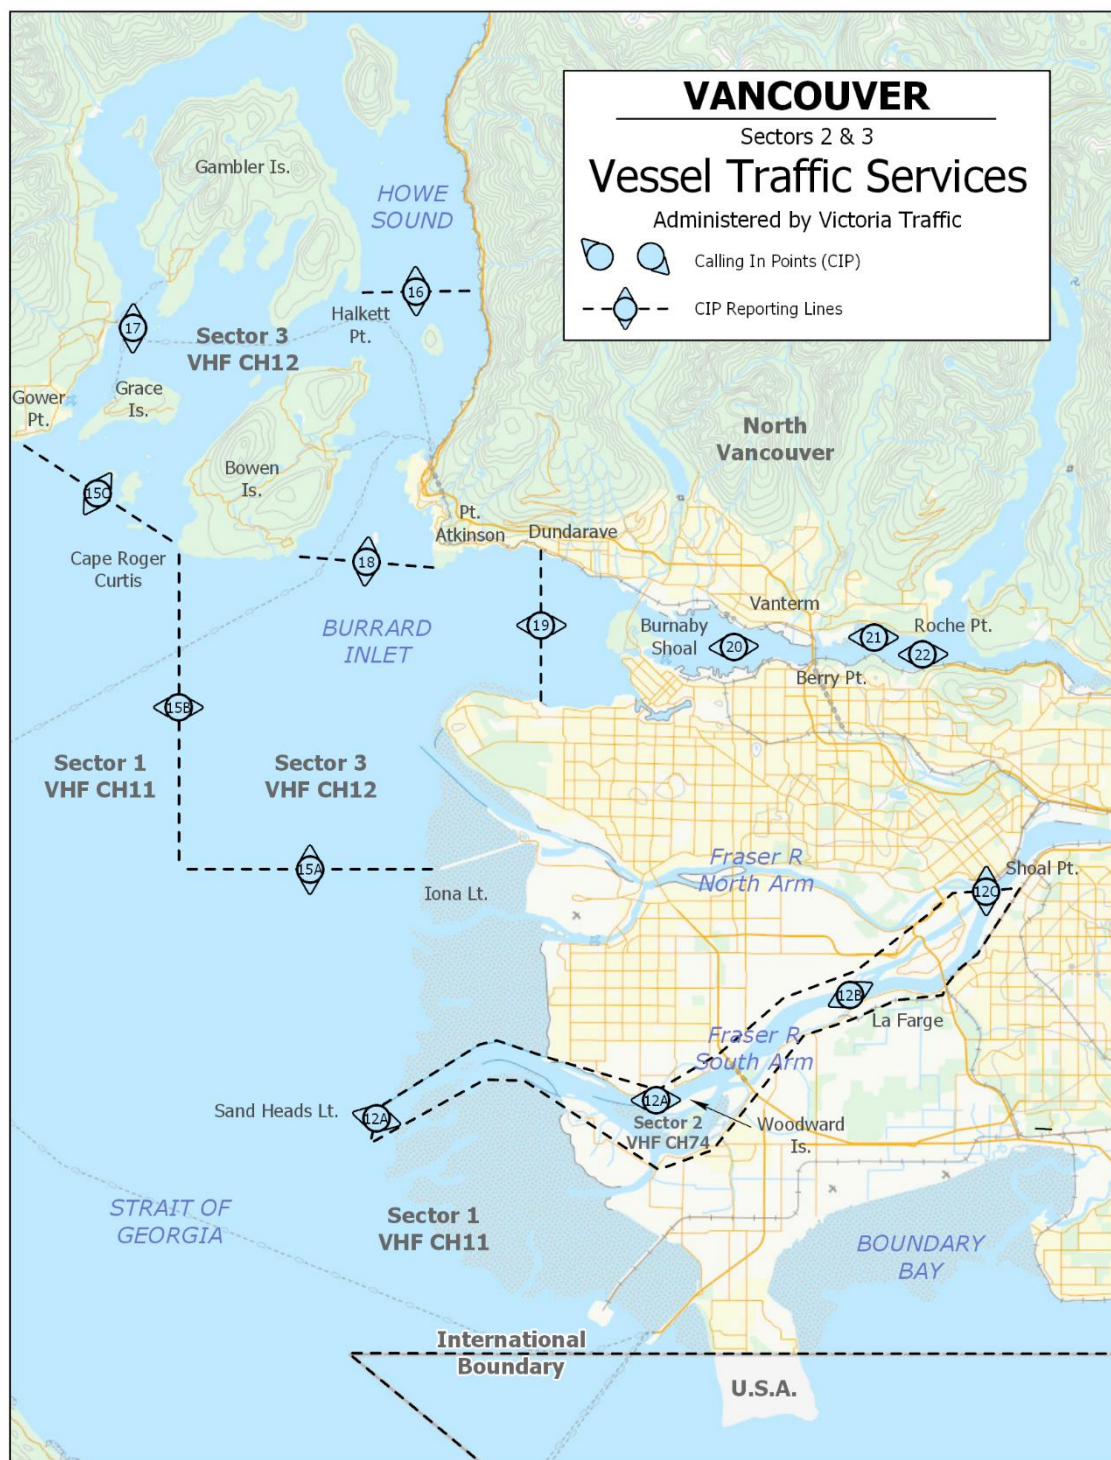 VANCOUVER
Sectors 2 & 3
Vessel Traffic Services
Administered by Victoria Traffic
Calling In Points (CIP)
CIP Reporting Lines
Gambler Is.
HOWE
SOUND
16
Halkett
Pt.
17
Sector 3
VHF CH12
Grace
Is.
Gower
Pt.
North
Vancouver
15C
Bowen
Is.
Pt.
Atkinson
Dundarave
Cape Roger
Curtis
18
BURRARD
INLET
19
Vanterm
Burnaby
Shoal
20
21
Roche Pt.
22
Berry Pt.
15B
Sector 1
VHF CH11
Sector 3
VHF CH12
15A
Iona Lt.
Fraser R
North Arm
Shoal Pt.
12C
12B
La Farge
Fraser R
South Arm
Sand Heads Lt.
12A
12A
Sector 2
VHF CH74
Woodward
Is.
STRAIT OF
GEORGIA
Sector 1
VHF CH11
BOUNDARY
BAY
International
Boundary
U.S.A.